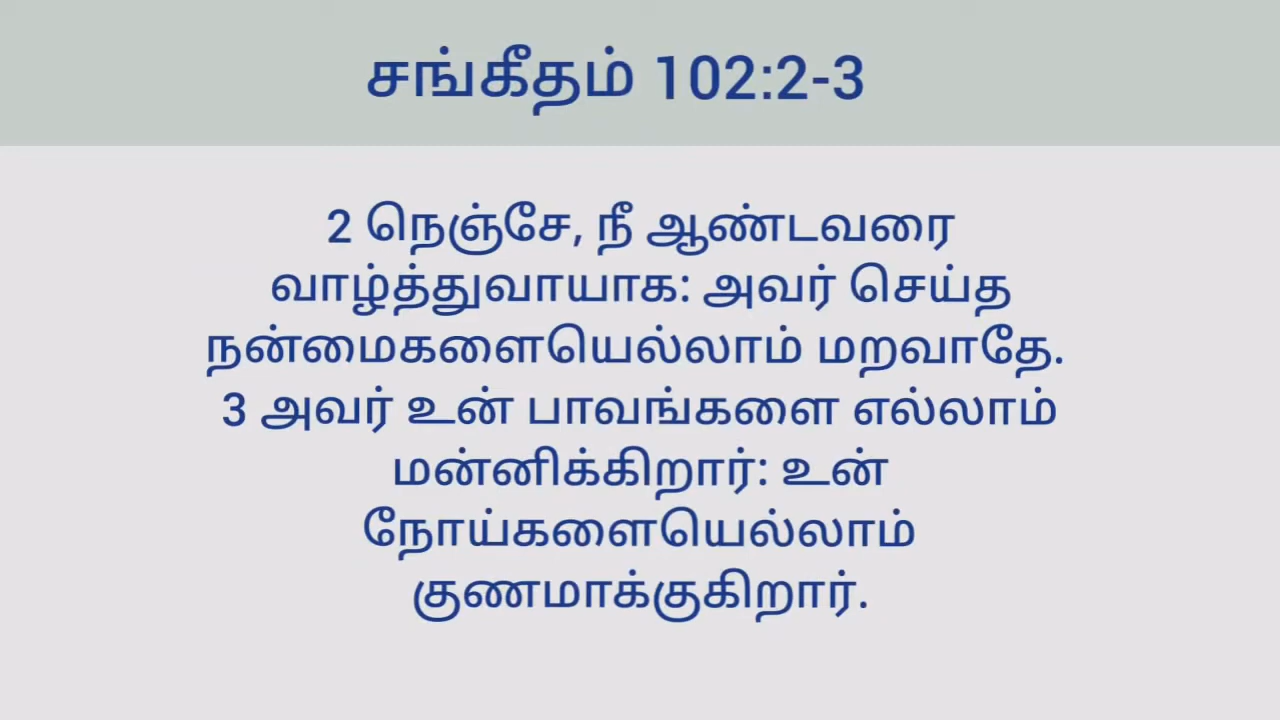 சங்கீதம் 102:2-3
2 நெஞ்சே, நீ ஆண்டவரை
வாழ்த்துவாயாக: அவர் செய்த
நன்மைகளையெல்லாம் மறவாதே.
3 அவர் உன் பாவங்களை எல்லாம்
மன்னிக்கிறார்: உன்
நோய்களையெல்லாம்
குணமாக்குகிறார்.